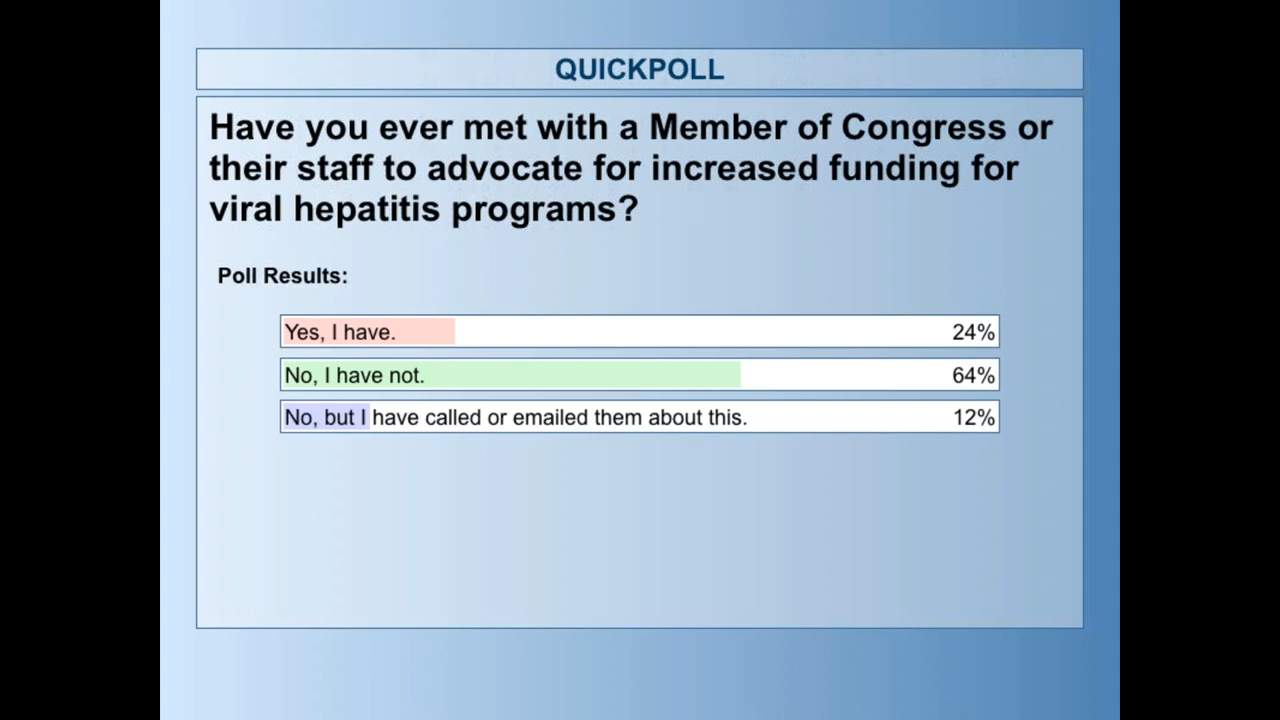 QUICKPOLL
Have you ever met with a Member of Congress or
their staff to advocate for increased funding for
viral hepatitis programs?
Poll Results:
Yes, I have. 24%
No, I have not. 64%
No, but I have called or emailed them about this. 12%